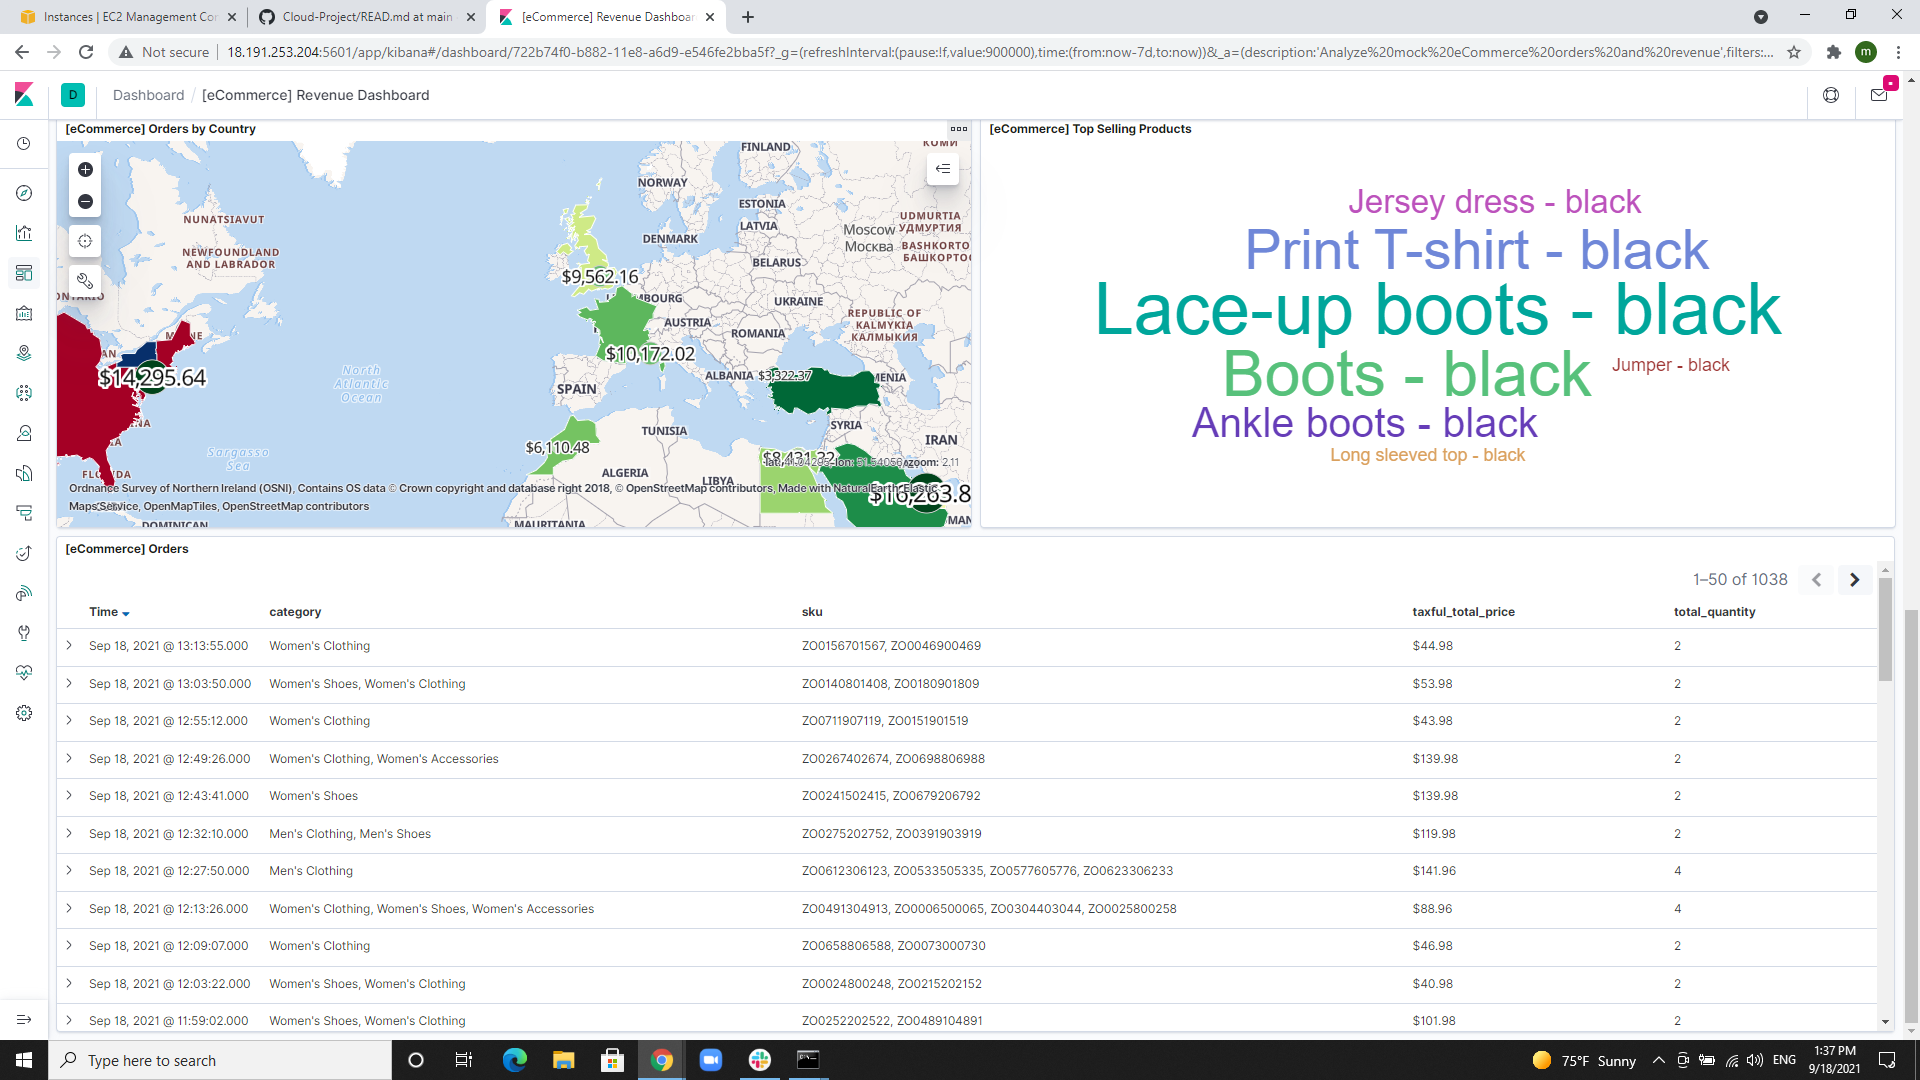 Instances | EC2 Management Con
Cloud-Project/READ.md at main
[eCommerce] Revenue Dashboar
Not secure
18.191.253.204:5601/app/kibana#/dashboard/722b74f0-b882-11e8-a6d9-e546fe2bba5f?_g=(refreshInterval:(pause:!f,value:900000),time:(from:now-7d,to:now))&_a=(description:'Analyze%20mock%20eCommerce%20orders%20and%20revenue',filters:...
m
D
Dashboard / [eCommerce] Revenue Dashboard
[eCommerce] Orders by Country
FINLAND
КОМИ
NORWAY
NUNATSIAVUT
ESTONIA
UDMURTIA
УДМУРТИЯ
LATVIA
Moscow
Москва
DENMARK
BASHKORTO
БАШКОРТО
NEWFOUNDLAND
AND LABRADOR
BELARUS
$9,562.16
ONTARIO
MBOURG
UKRAINE
REPUBLIC OF
KALMYKIA
КАЛМЫКИЯ
AUSTRIA
ROMANIA
NE
AN
$10,172.02
North
Atlantic
Ocean
$14,295.64
ALBANIA
$3,322.37
MENIA
SPAIN
NA
SYRIA
TUNISIA
IRAN
A
$6,110.48
Sargasso
Sea
$8,431.22
zoom: 2.11
FLORIDA
ALGERIA
LIBYA
Ordnance Survey of Northern Ireland (OSNI), Contains OS data © Crown copyright and database right 2018, © OpenStreetMap contributors, Made with NaturalEarth, Elastic
$16,263.8
Maps Service, OpenMapTiles, OpenStreetMap contributors
DOMINICAN
MAURITANIA
MAN
[eCommerce] Top Selling Products
Jersey dress - black
Print T-shirt - black
Lace-up boots - black
Boots - black
Jumper - black
Ankle boots - black
Long sleeved top - black
[eCommerce] Orders
1–50 of 1038
Time category sku taxful_total_price total_quantity
Sep 18, 2021 @ 13:13:55.000 Women's Clothing ZO0156701567, ZO0046900469 $44.98 2
Sep 18, 2021 @ 13:03:50.000 Women's Shoes, Women's Clothing ZO0140801408, ZO0180901809 $53.98 2
Sep 18, 2021 @ 12:55:12.000 Women's Clothing ZO0711907119, ZO0151901519 $43.98 2
Sep 18, 2021 @ 12:49:26.000 Women's Clothing, Women's Accessories ZO0267402674, ZO0698806988 $139.98 2
Sep 18, 2021 @ 12:43:41.000 Women's Shoes ZO0241502415, ZO0679206792 $139.98 2
Sep 18, 2021 @ 12:32:10.000 Men's Clothing, Men's Shoes ZO0275202752, ZO0391903919 $119.98 2
Sep 18, 2021 @ 12:27:50.000 Men's Clothing ZO0612306123, ZO0533505335, ZO0577605776, ZO0623306233 $141.96 4
Sep 18, 2021 @ 12:13:26.000 Women's Clothing, Women's Shoes, Women's Accessories ZO0491304913, ZO0006500065, ZO0304403044, ZO0025800258 $88.96 4
Sep 18, 2021 @ 12:09:07.000 Women's Clothing ZO0658806588, ZO0073000730 $46.98 2
Sep 18, 2021 @ 12:03:22.000 Women's Shoes, Women's Clothing ZO0024800248, ZO0215202152 $40.98 2
Sep 18, 2021 @ 11:59:02.000 Women's Shoes, Women's Clothing ZO0252202522, ZO0489104891 $101.98 2
Type here to search
75°F Sunny
ENG
1:37 PM
9/18/2021